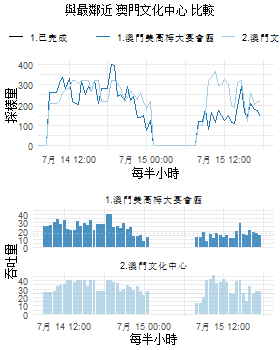 與最鄰近 澳門文化中心 比較
1.已完成
1.澳門美高梅大宴會廳
2.澳門文
採樣量
400
300
200
100
0
7月 14 12:00
7月 15 00:00
7月 15 12:00
每半小時
1.澳門美高梅大宴會廳
吞吐量
40
30
20
10
0
2.澳門文化中心
40
30
20
10
0
7月 14 12:00
7月 15 00:00
7月 15 12:00
每半小時